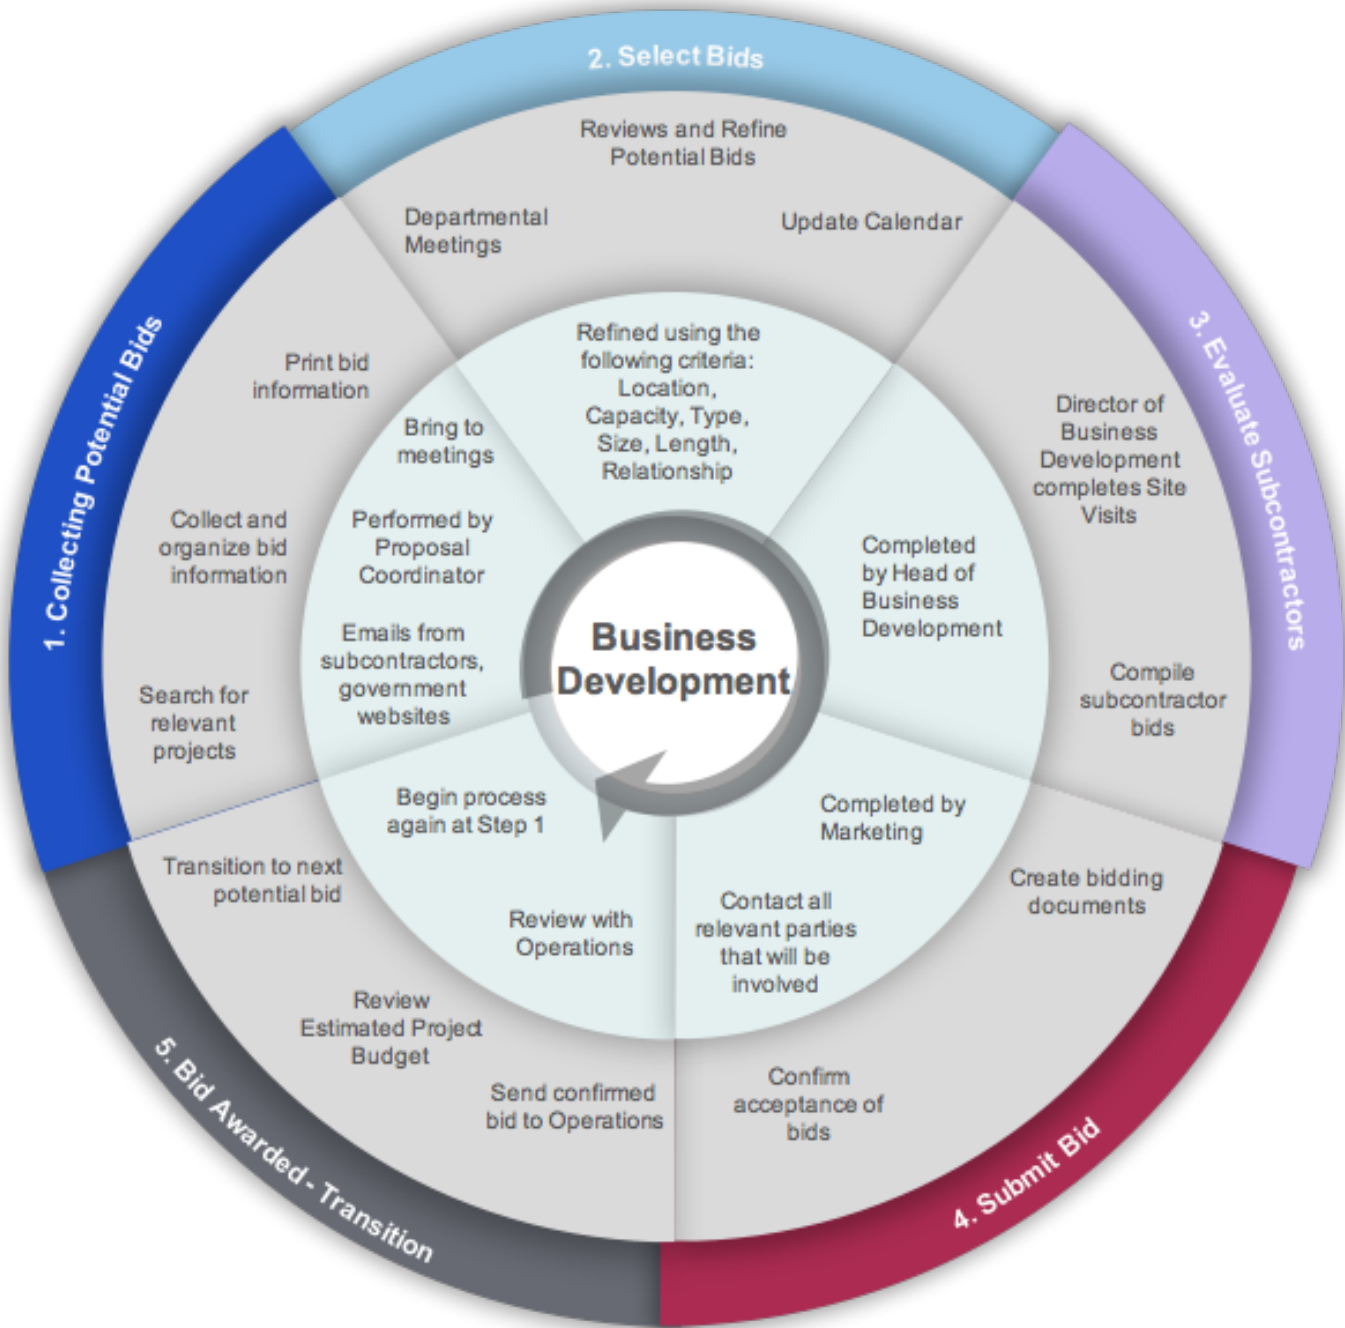 2. Select Bids
Reviews and Refine
Potential Bids
Departmental
Meetings
Update Calendar
Refined using the
following criteria:
Location,
Capacity, Type,
Size, Length,
Relationship
3. Evaluate Subcontractors
Director of
Business
Development
completes Site
Visits
Compile
subcontractor
bids
Completed
by Head of
Business
Development
4. Submit Bid
Create bidding
documents
Confirm
acceptance of
bids
Completed by
Marketing
Contact all
relevant parties
that will be
involved
5. Bid Awarded - Transition
Send confirmed
bid to Operations
Review
Estimated Project
Budget
Transition to next
potential bid
Review with
Operations
Begin process
again at Step 1
1. Collecting Potential Bids
Search for
relevant
projects
Collect and
organize bid
information
Print bid
information
Emails from
subcontractors,
government
websites
Performed by
Proposal
Coordinator
Bring to
meetings
Business
Development